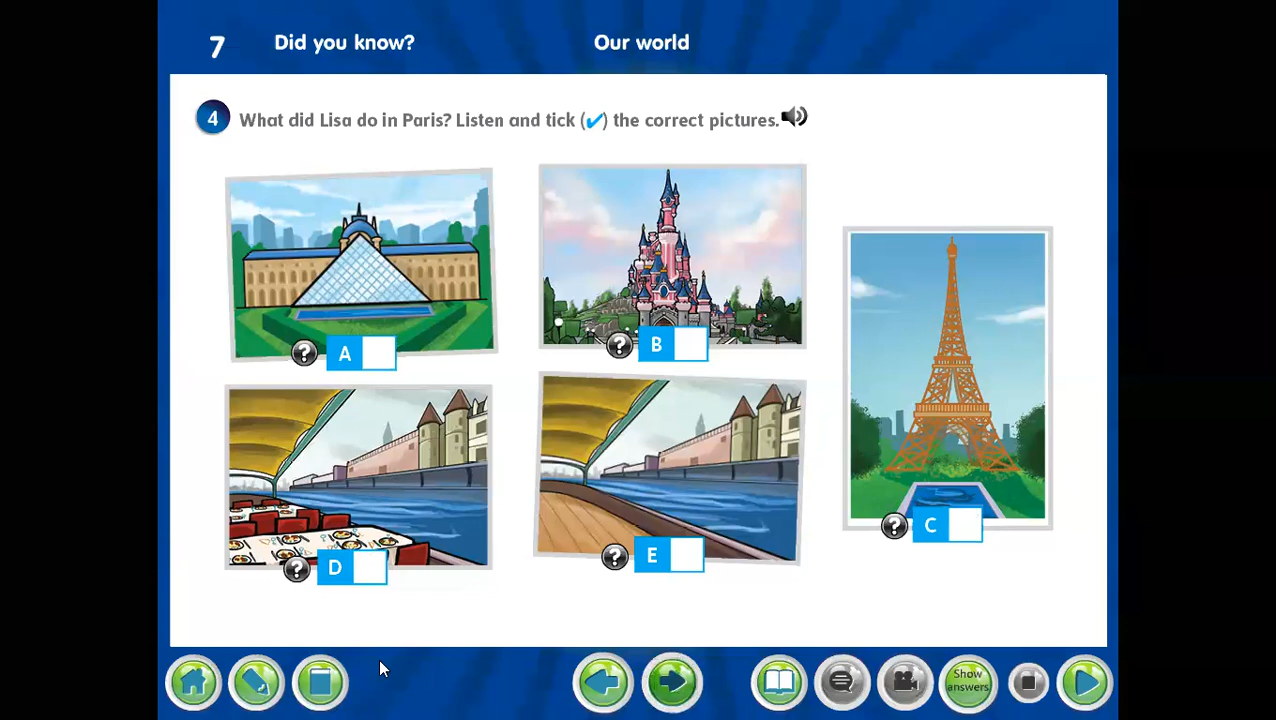 7 Did you know? Our world
4 What did Lisa do in Paris? Listen and tick (✔) the correct pictures.
? A
? B
? C
? D
? E
Show
answers